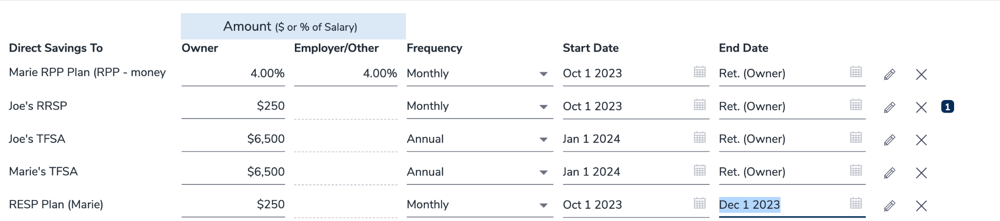 Amount ($ or % of Salary)
Direct Savings To Owner Employer/Other Frequency Start Date End Date
Marie RPP Plan (RPP - money 4.00% 4.00% Monthly Oct 1 2023 Ret. (Owner)
Joe's RRSP $250 Monthly Oct 1 2023 Ret. (Owner) 1
Joe's TFSA $6,500 Annual Jan 1 2024 Ret. (Owner)
Marie's TFSA $6,500 Annual Jan 1 2024 Ret. (Owner)
RESP Plan (Marie) $250 Monthly Oct 1 2023 Dec 1 2023